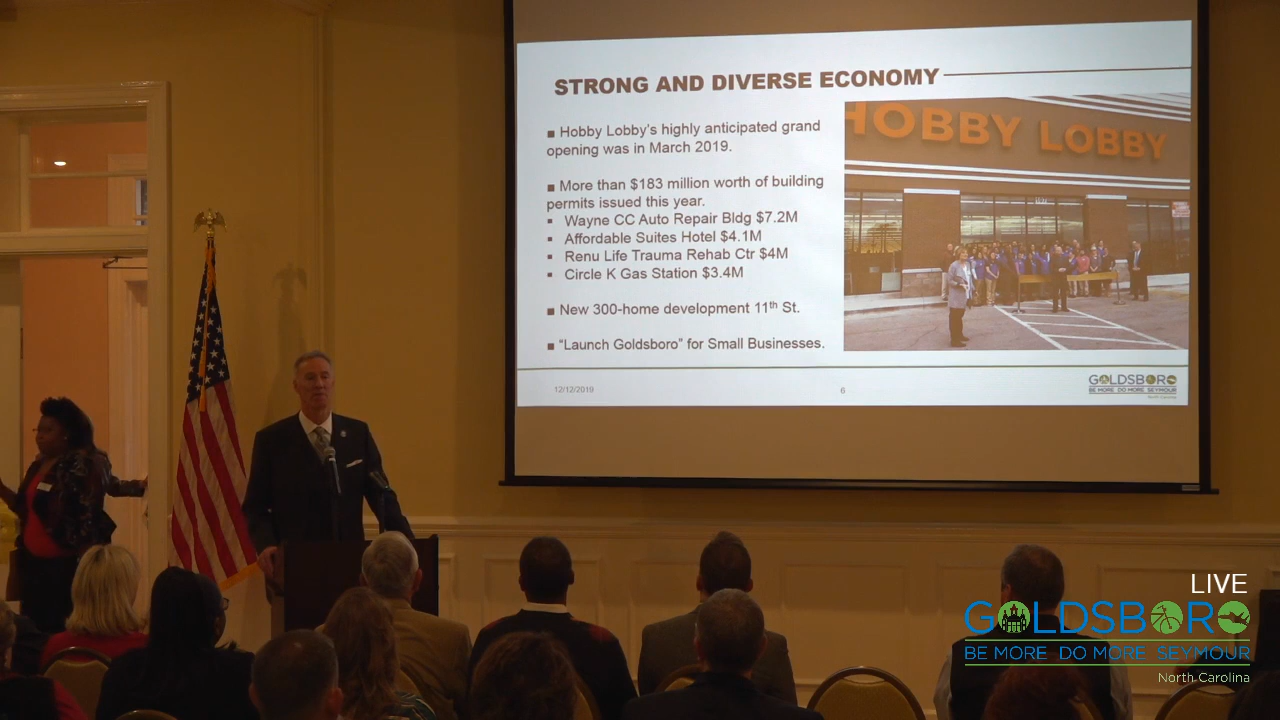 STRONG AND DIVERSE ECONOMY
▪ Hobby Lobby's highly anticipated grand
opening was in March 2019.
▪ More than $183 million worth of building
permits issued this year.
▪ Wayne CC Auto Repair Bldg $7.2M
▪ Affordable Suites Hotel $4.1M
▪ Renu Life Trauma Rehab Ctr $4M
▪ Circle K Gas Station $3.4M
▪ New 300-home development 11th St.
▪ "Launch Goldsboro" for Small Businesses.
HOBBY LOBBY
12/12/2019
6
GOLDSBORO
BE MORE DO MORE SEYMOUR
North Carolina
LIVE
GOLDSBORO
BE MORE DO MORE SEYMOUR
North Carolina